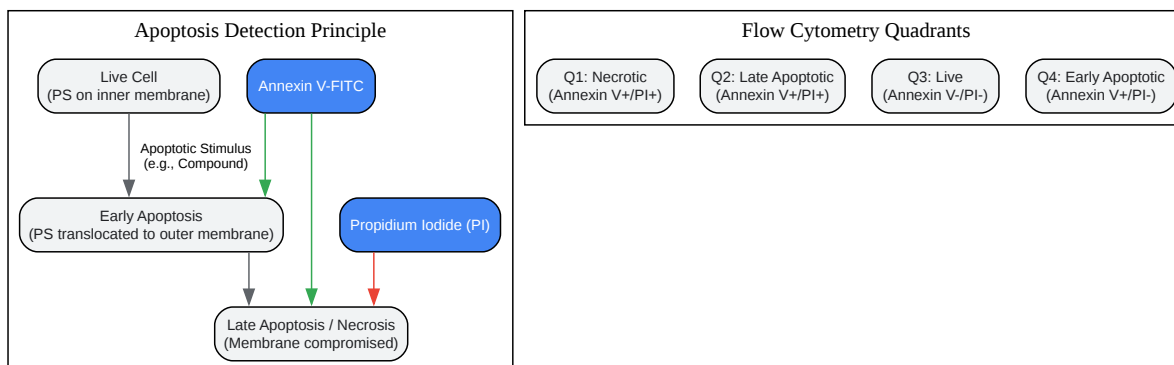 Apoptosis Detection Principle
Live Cell
(PS on inner membrane)
Annexin V-FITC
Apoptotic Stimulus
(e.g., Compound)
Early Apoptosis
(PS translocated to outer membrane)
Propidium Iodide (PI)
Late Apoptosis / Necrosis
(Membrane compromised)
Flow Cytometry Quadrants
Q1: Necrotic
(Annexin V+/PI+)
Q2: Late Apoptotic
(Annexin V+/PI+)
Q3: Live
(Annexin V-/PI-)
Q4: Early Apoptotic
(Annexin V+/PI-)